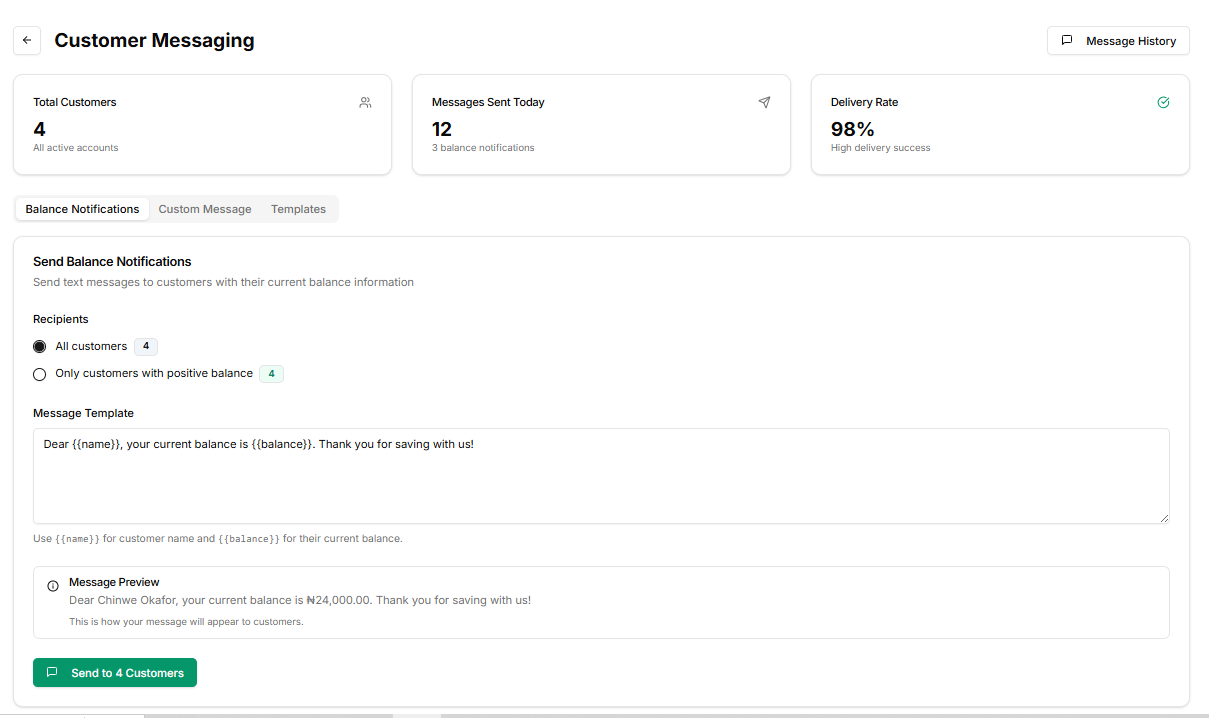 Customer Messaging
Message History
Total Customers
4
All active accounts
Messages Sent Today
12
3 balance notifications
Delivery Rate
98%
High delivery success
Balance Notifications
Custom Message
Templates
Send Balance Notifications
Send text messages to customers with their current balance information
Recipients
All customers 4
Only customers with positive balance 4
Message Template
Dear {{name}}, your current balance is {{balance}}. Thank you for saving with us!
Use {{name}} for customer name and {{balance}} for their current balance.
Message Preview
Dear Chinwe Okafor, your current balance is ₦24,000.00. Thank you for saving with us!
This is how your message will appear to customers.
Send to 4 Customers